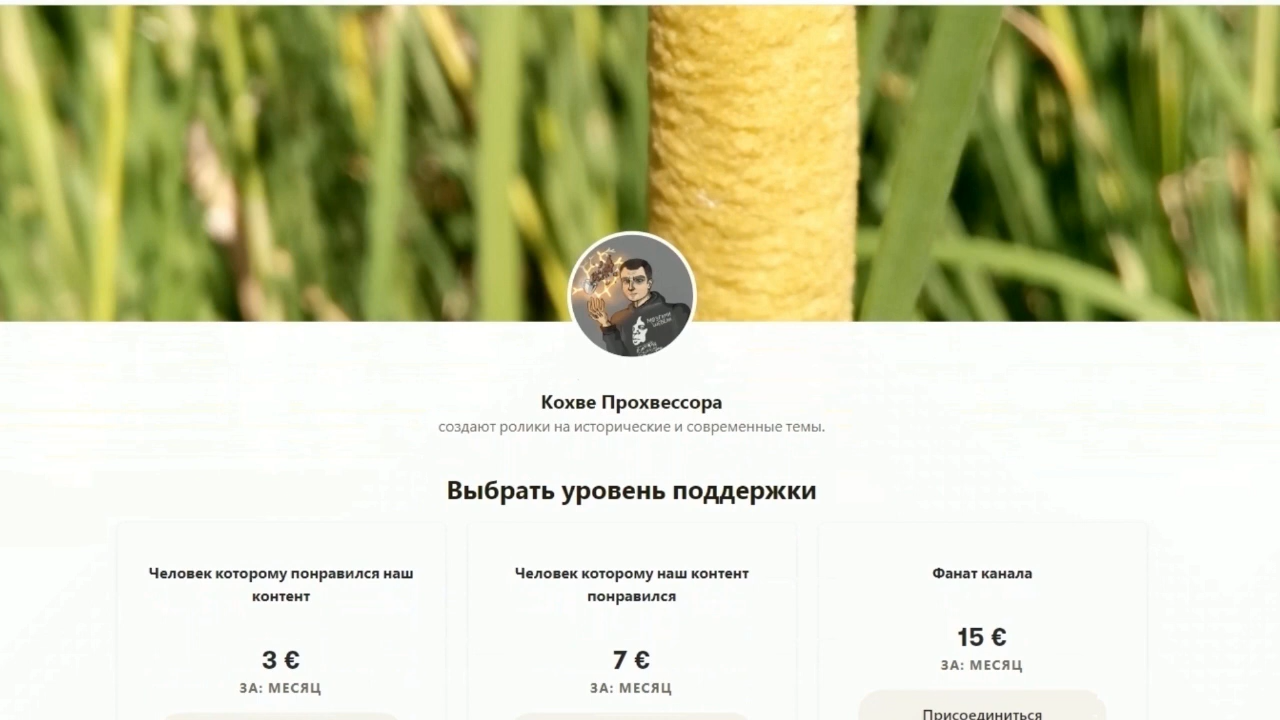 Кохве Прохвессора
создают ролики на исторические и современные темы.
Выбрать уровень поддержки
Человек которому понравился наш
контент
3 €
ЗА: МЕСЯЦ
Человек которому наш контент
понравился
7 €
ЗА: МЕСЯЦ
Фанат канала
15 €
ЗА: МЕСЯЦ
Присоединиться